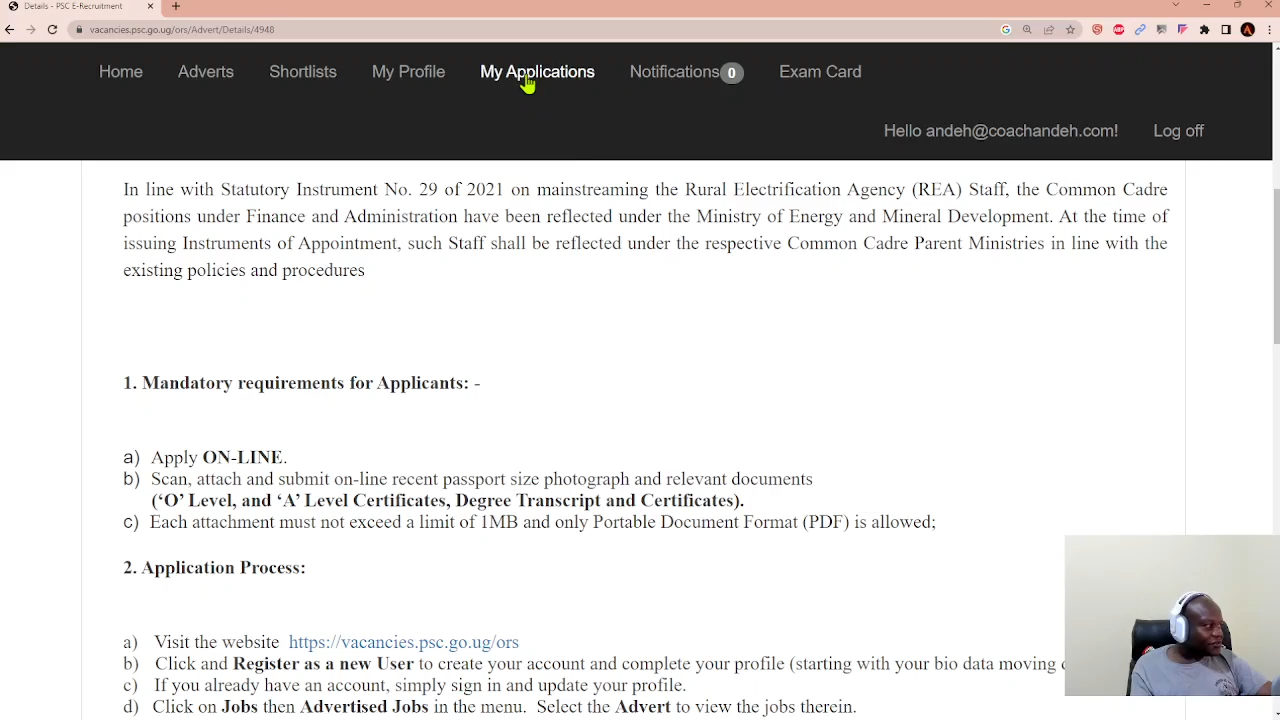 Details - PSC E-Recruitment
vacancies.psc.go.ug/ors/Advert/Details/4948
Home Adverts Shortlists My Profile My Applications Notifications 0 Exam Card
Hello andeh@coachandeh.com! Log off
In line with Statutory Instrument No. 29 of 2021 on mainstreaming the Rural Electrification Agency (REA) Staff, the Common Cadre
positions under Finance and Administration have been reflected under the Ministry of Energy and Mineral Development. At the time of
issuing Instruments of Appointment, such Staff shall be reflected under the respective Common Cadre Parent Ministries in line with the
existing policies and procedures
1. Mandatory requirements for Applicants: -
a) Apply ON-LINE.
b) Scan, attach and submit on-line recent passport size photograph and relevant documents
(‘O’ Level, and ‘A’ Level Certificates, Degree Transcript and Certificates).
c) Each attachment must not exceed a limit of 1MB and only Portable Document Format (PDF) is allowed;
2. Application Process:
a) Visit the website https://vacancies.psc.go.ug/ors
b) Click and Register as a new User to create your account and complete your profile (starting with your bio data moving
c) If you already have an account, simply sign in and update your profile.
d) Click on Jobs then Advertised Jobs in the menu. Select the Advert to view the jobs therein.